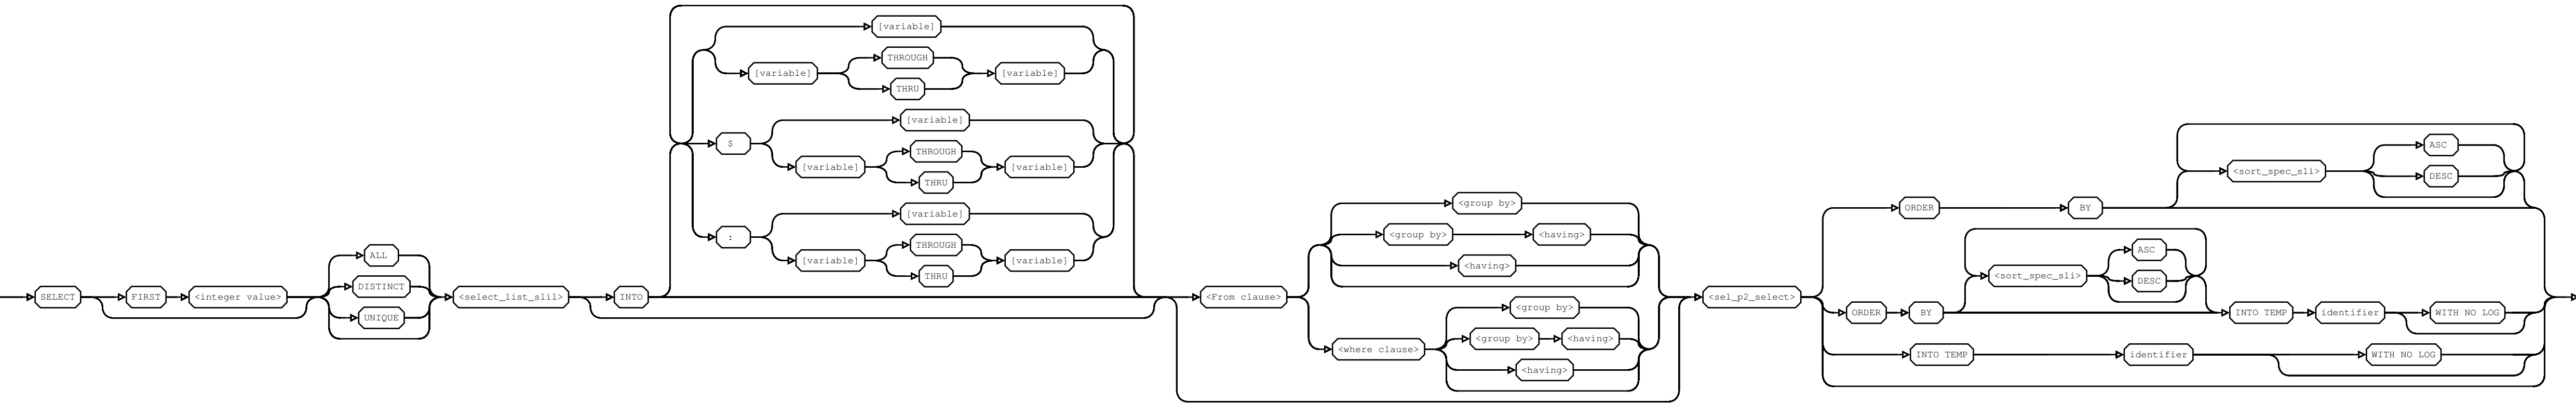 [variable]
[variable] THROUGH [variable]
THRU
$ [variable]
[variable] THROUGH [variable]
THRU
: [variable]
[variable] THROUGH [variable]
THRU
SELECT FIRST <integer value> ALL
DISTINCT
UNIQUE
<select_list_slil> INTO
<From clause> <group by>
<group by> <having>
<having>
<where clause> <group by>
<group by> <having>
<having>
<sel_p2_select>
ORDER BY <sort_spec_sli> ASC
DESC
ORDER BY <sort_spec_sli> ASC
DESC
INTO TEMP identifier WITH NO LOG
INTO TEMP identifier WITH NO LOG